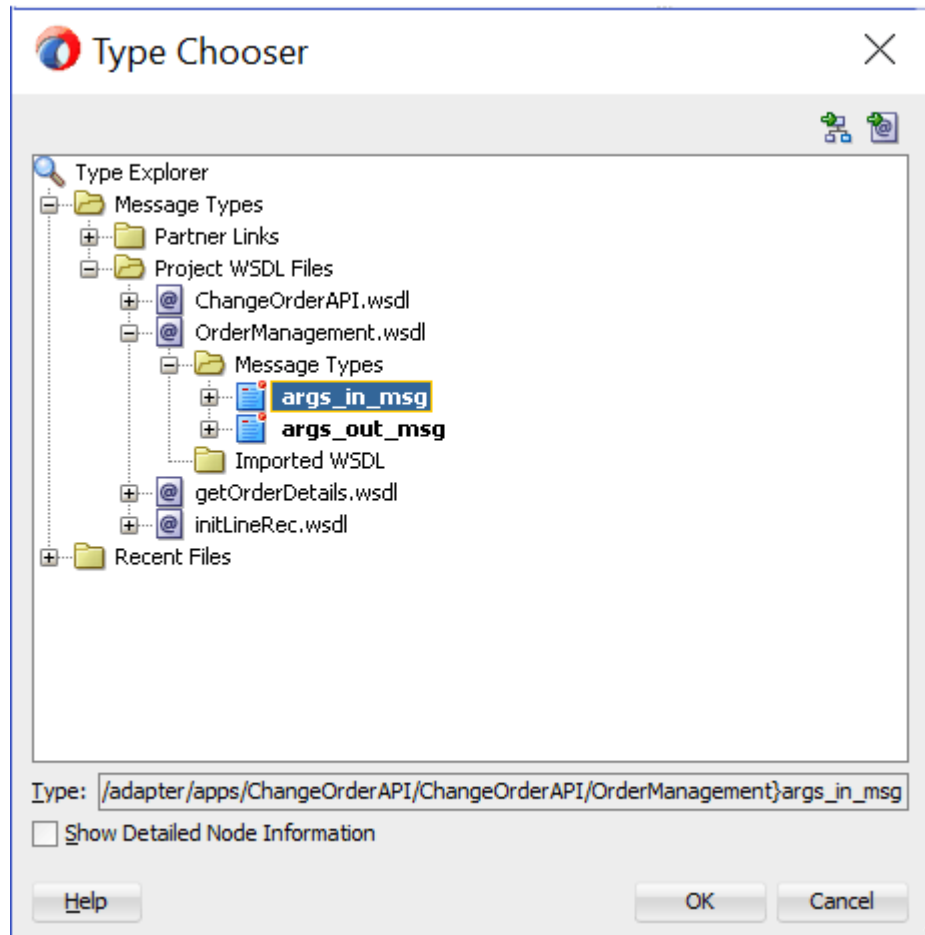 Type Chooser
Type Explorer
Message Types
Partner Links
Project WSDL Files
ChangeOrderAPI.wsdl
OrderManagement.wsdl
Message Types
args_in_msg
args_out_msg
Imported WSDL
getOrderDetails.wsdl
initLineRec.wsdl
Recent Files
Type: /adapter/apps/ChangeOrderAPI/ChangeOrderAPI/OrderManagement}args_in_msg
Show Detailed Node Information
Help OK Cancel